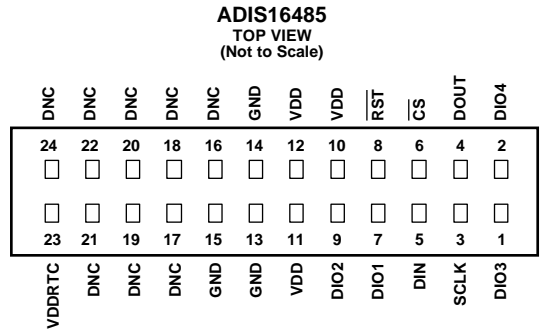 ADIS16485
TOP VIEW
(Not to Scale)
DNC DNC DNC DNC DNC GND VDD VDD RST CS DOUT DIO4
24 22 20 18 16 14 12 10 8 6 4 2
23 21 19 17 15 13 11 9 7 5 3 1
VDDRTC DNC DNC DNC GND GND VDD DIO2 DIO1 DIN SCLK DIO3